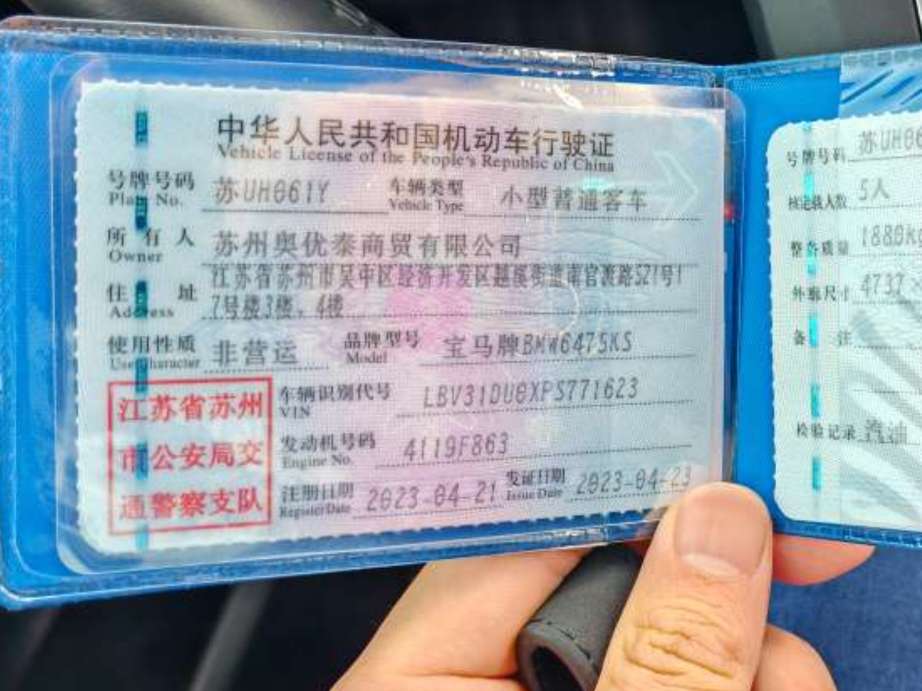 中华人民共和国机动车行驶证
Vehicle License of the People's Republic of China
号牌号码 苏UH061Y 车辆类型 小型普通客车
Plate No. Vehicle Type
所有人 苏州奥优泰商贸有限公司
Owner
住址 江苏省苏州市吴中区经济开发区越溪街道南官渡路521号1
Address 7号楼3楼、4楼
使用性质 非营运 品牌型号 宝马牌BMW6475KS
Use Character Model
江苏省苏州
市公安局交
通警察支队
车辆识别代号 LBV31DU0XPS771623
VIN
发动机号码 4119F863
Engine No.
注册日期 2023-04-21 发证日期 2023-04-23
Register Date Issue Date
号牌号码 苏UH06
核定载人数 5人
整备质量 1880kg
外廓尺寸 4737
备注
检验记录 汽油